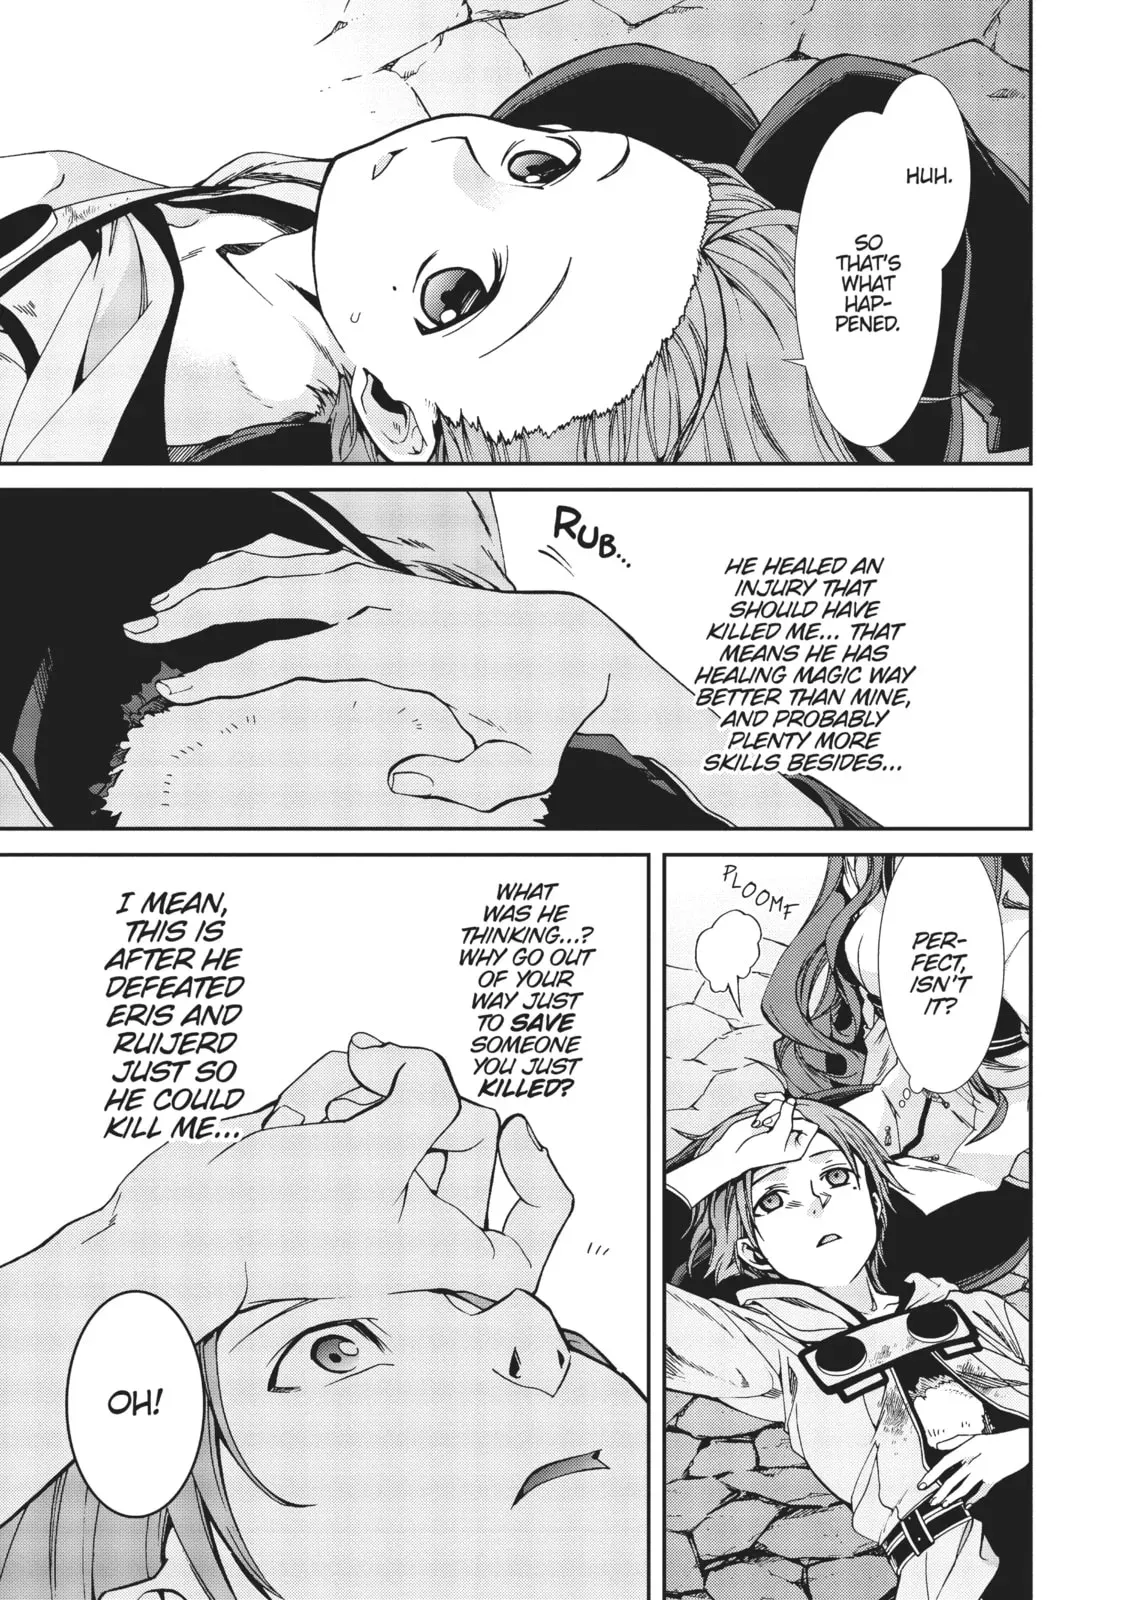 HUH.
SO
THAT'S
WHAT
HAP-
PENED.
RUB...
HE HEALED AN
INJURY THAT
SHOULD HAVE
KILLED ME... THAT
MEANS HE HAS
HEALING MAGIC WAY
BETTER THAN MINE,
AND PROBABLY
PLENTY MORE
SKILLS BESIDES...
PLOOMF
PER-
FECT,
ISN'T
IT?
WHAT
WAS HE
THINKING...?
WHY GO OUT
OF YOUR
WAY JUST
TO SAVE
SOMEONE
YOU JUST
KILLED?
I MEAN,
THIS IS
AFTER HE
DEFEATED
ERIS AND
RUIJERD
JUST SO
HE COULD
KILL ME...
OH!